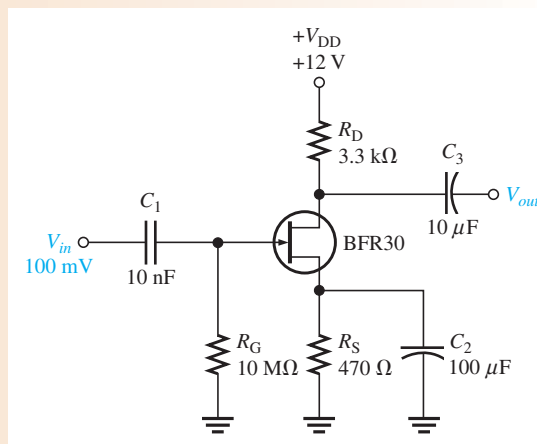 +V_DD
+12 V
R_D
3.3 kΩ
C_3
10 μF
V_out
C_1
10 nF
V_in
100 mV
BFR30
R_G
10 MΩ
R_S
470 Ω
C_2
100 μF